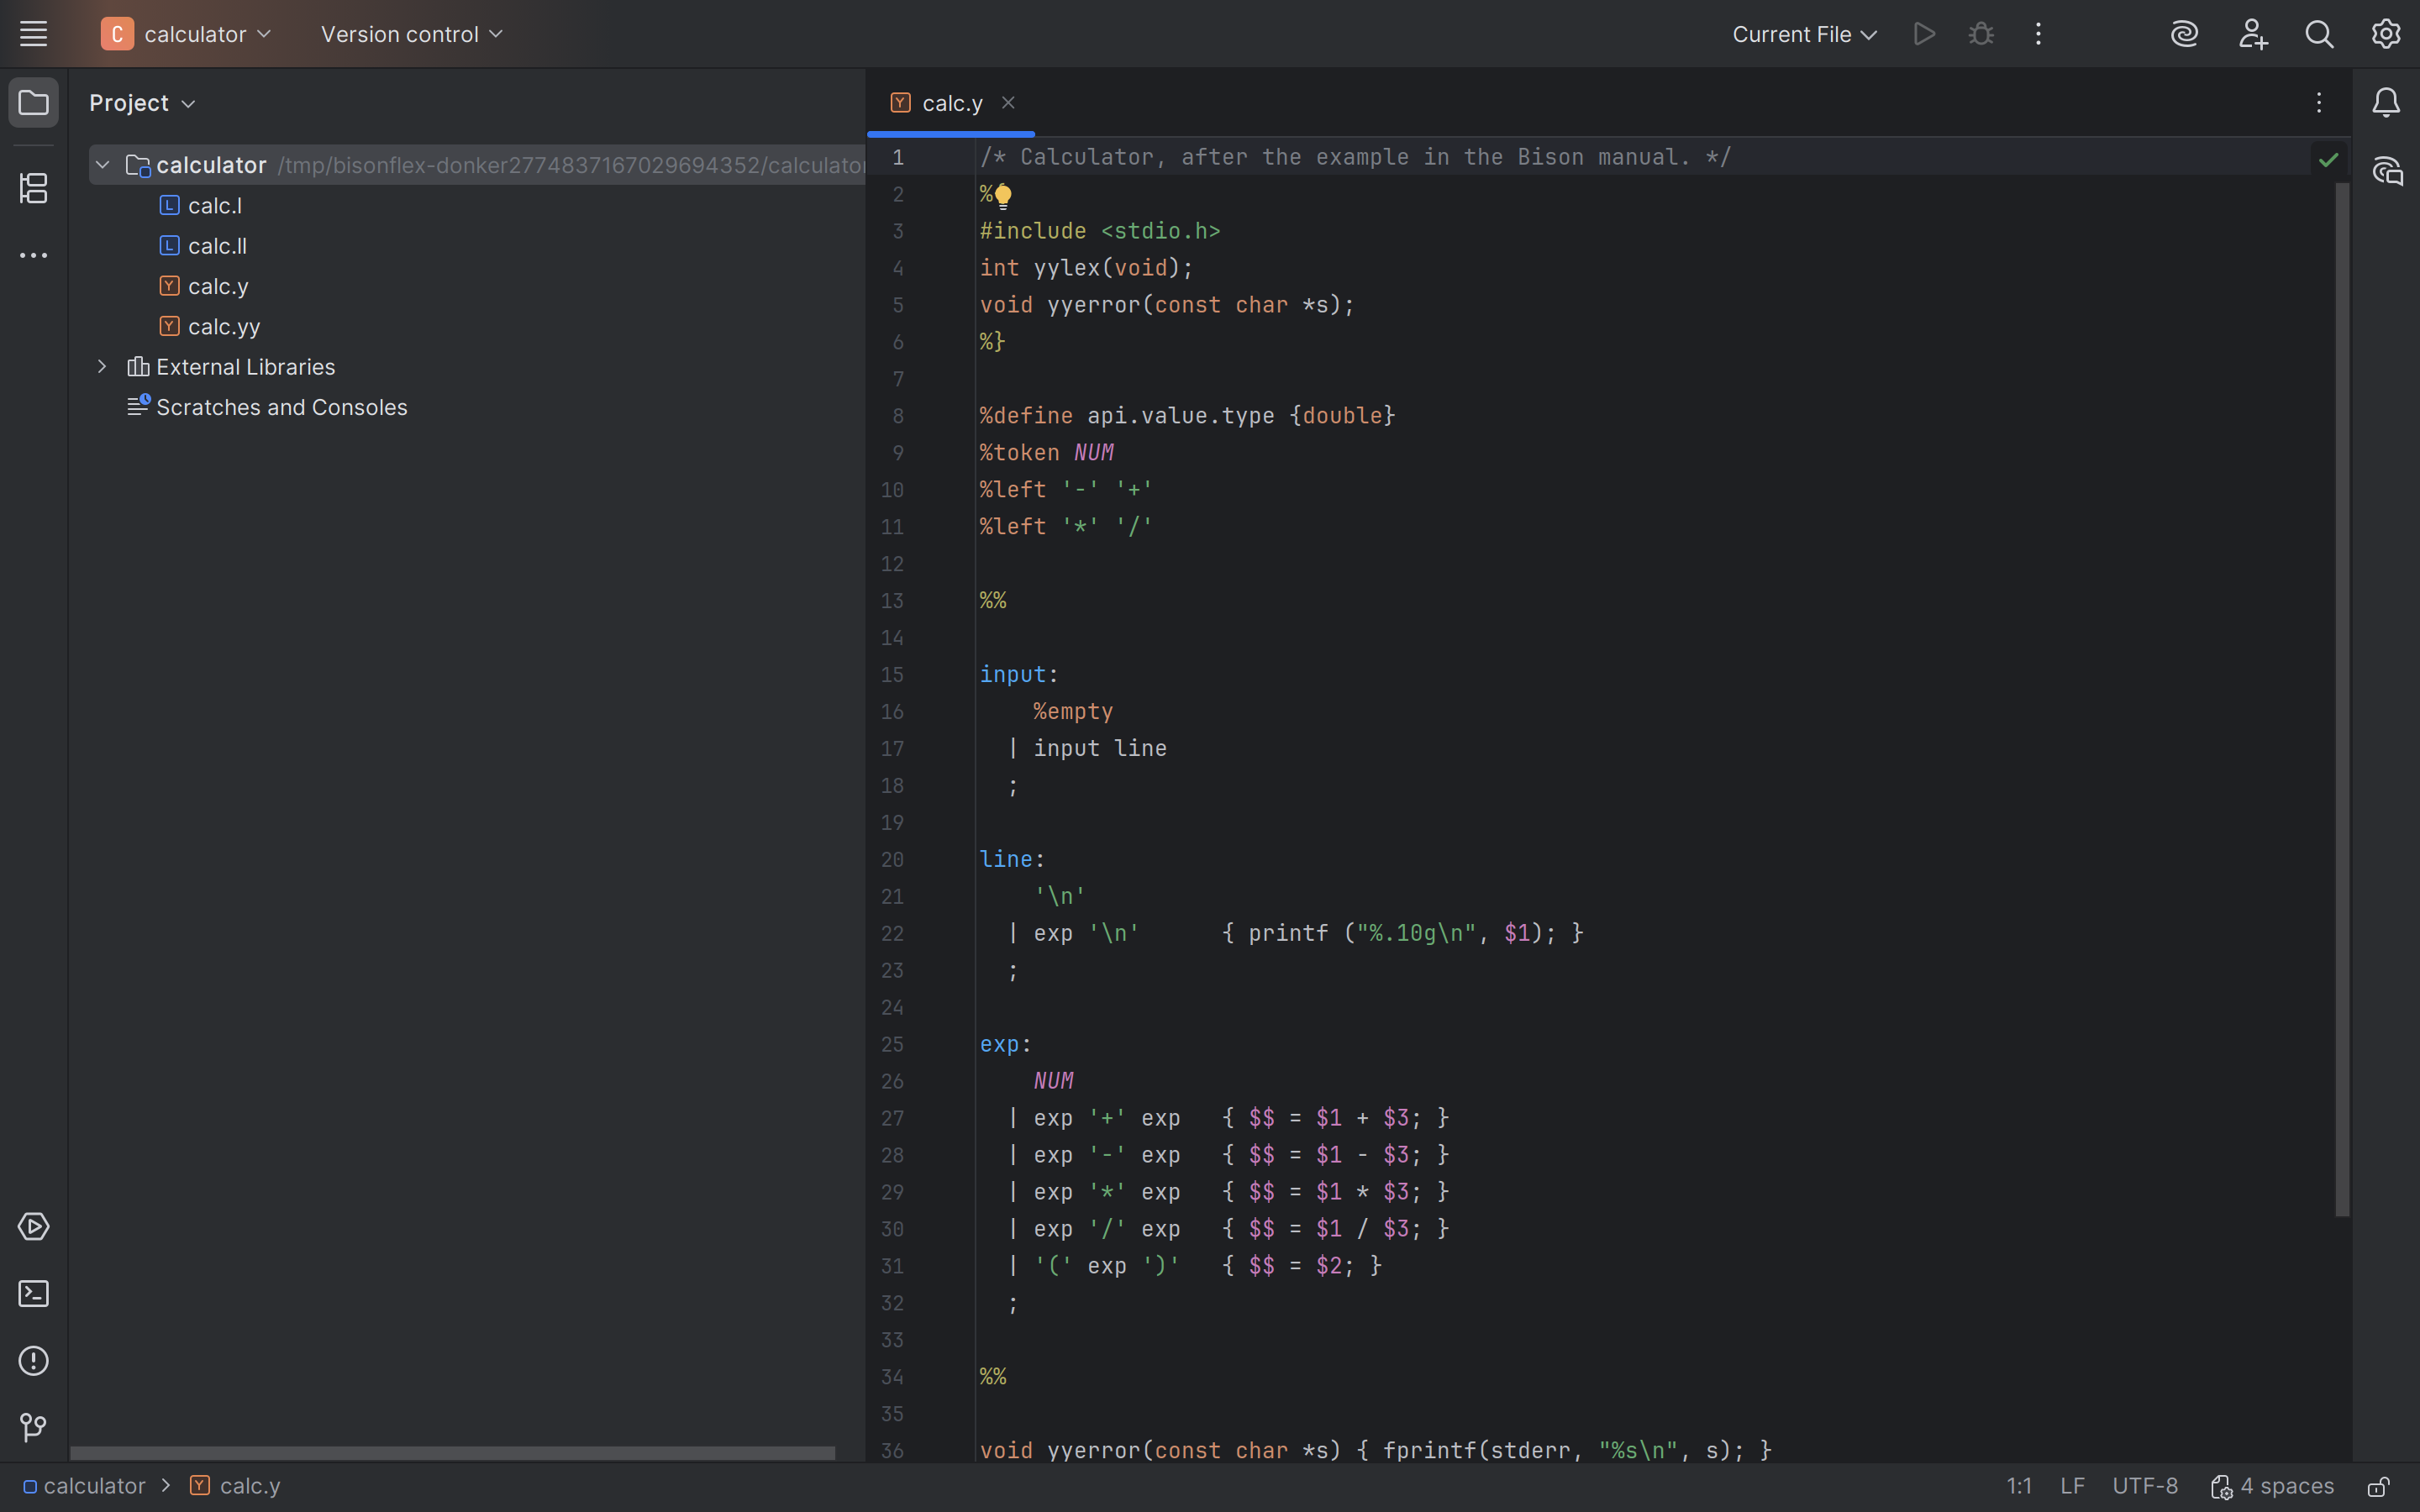 C calculator Version control Current File
Project
calculator /tmp/bisonflex-donker2774837167029694352/calculator
L calc.l
L calc.ll
Y calc.y
Y calc.yy
External Libraries
Scratches and Consoles
Y calc.y
1 /* Calculator, after the example in the Bison manual. */
2 %
3 #include <stdio.h>
4 int yylex(void);
5 void yyerror(const char *s);
6 %}
7
8 %define api.value.type {double}
9 %token NUM
10 %left '-' '+'
11 %left '*' '/'
12
13 %%
14
15 input:
16 %empty
17 | input line
18 ;
19
20 line:
21 '\n'
22 | exp '\n' { printf ("%.10g\n", $1); }
23 ;
24
25 exp:
26 NUM
27 | exp '+' exp { $$ = $1 + $3; }
28 | exp '-' exp { $$ = $1 - $3; }
29 | exp '*' exp { $$ = $1 * $3; }
30 | exp '/' exp { $$ = $1 / $3; }
31 | '(' exp ')' { $$ = $2; }
32 ;
33
34 %%
35
36 void yyerror(const char *s) { fprintf(stderr, "%s\n", s); }
calculator > Y calc.y 1:1 LF UTF-8 4 spaces